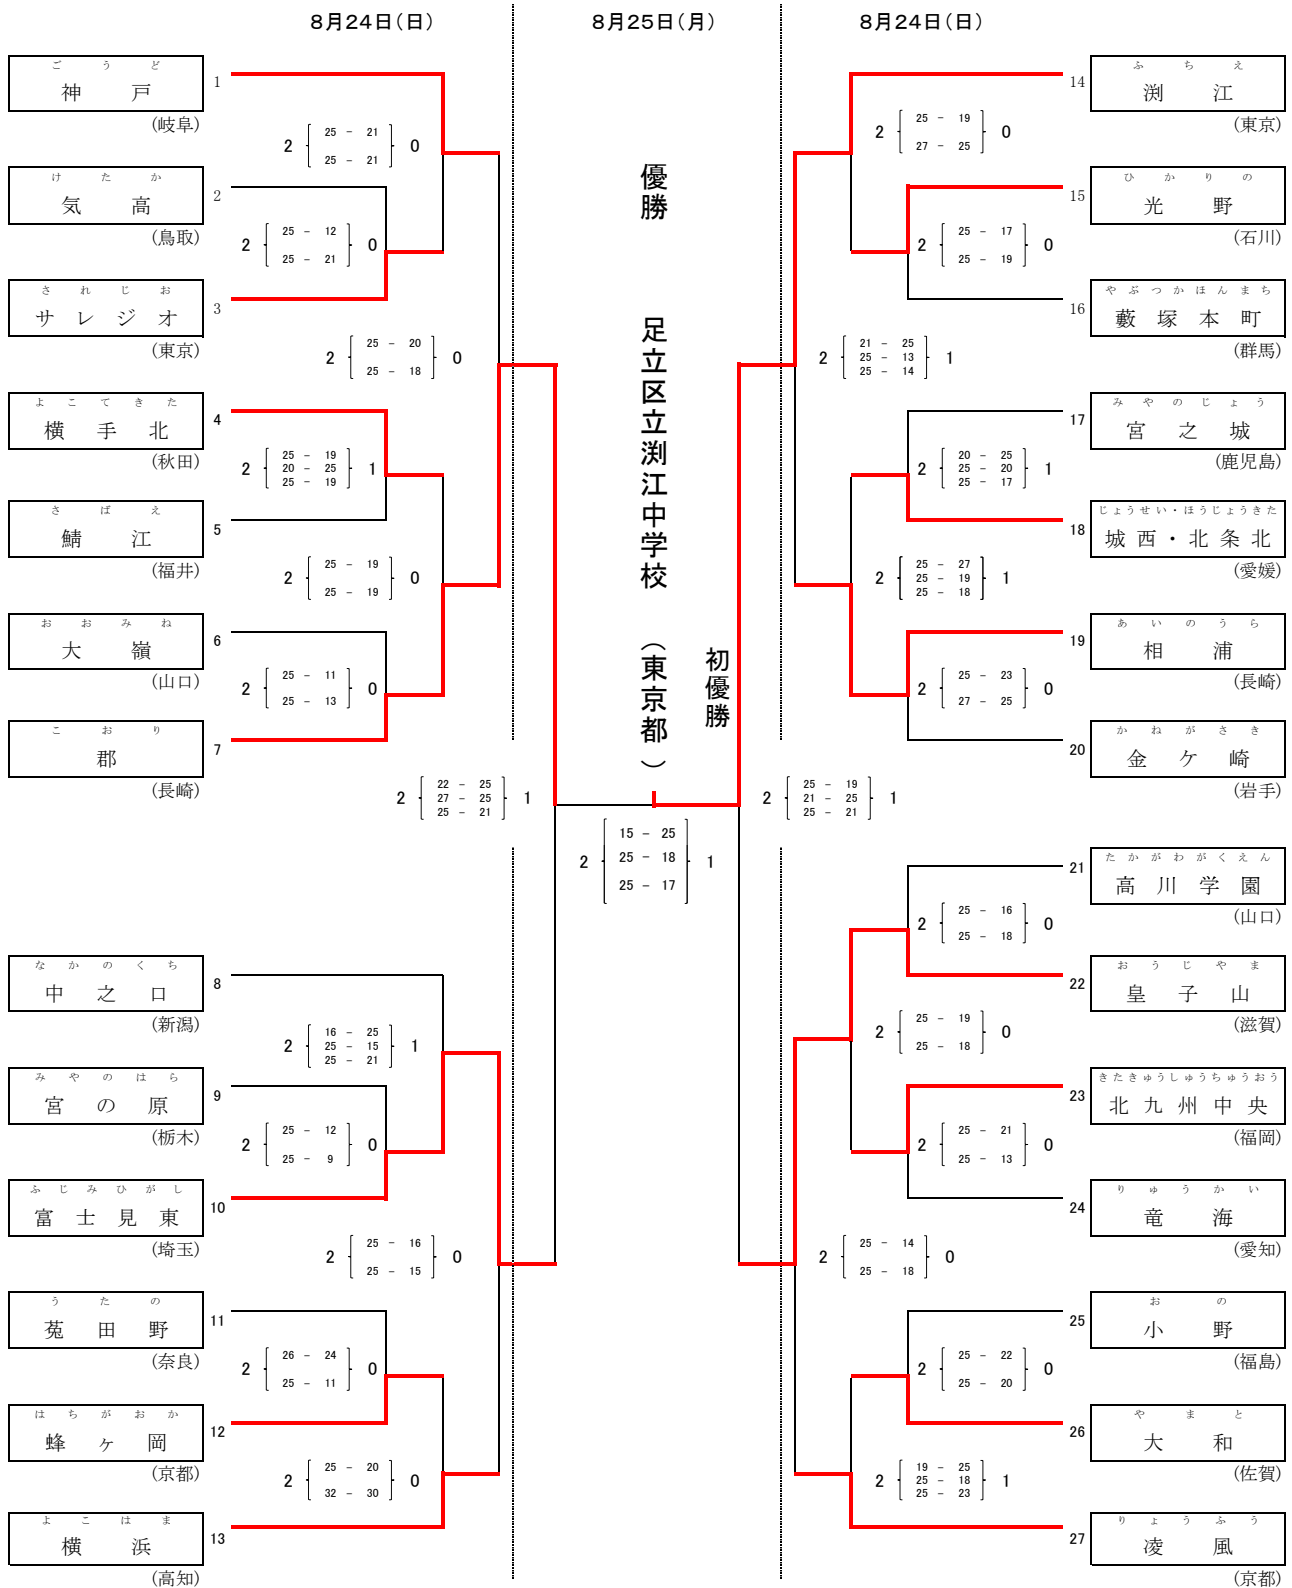 8月24日(日)
8月25日(月)
8月24日(日)
優勝 足立区立渕江中学校 (東京都)
初優勝
ごうど
神戸
(岐阜)
1
2 25 − 21 0
25 − 21
けたか
気高
(鳥取)
2
2 25 − 12 0
25 − 21
されじお
サレジオ
(東京)
3
2 25 − 20 0
25 − 18
よこてきた
横手北
(秋田)
4
25 − 19
2 20 − 25 1
25 − 19
さばえ
鯖江
(福井)
5
2 25 − 19 0
25 − 19
おおみね
大嶺
(山口)
6
2 25 − 11 0
25 − 13
こおり
郡
(長崎)
7
22 − 25
2 27 − 25 1
25 − 21
15 − 25
2 25 − 18 1
25 − 17
なかのくち
中之口
(新潟)
8
16 − 25
2 25 − 15 1
25 − 21
みやのはら
宮の原
(栃木)
9
2 25 − 12 0
25 − 9
ふじみひがし
富士見東
(埼玉)
10
2 25 − 16 0
25 − 15
うたの
菟田野
(奈良)
11
2 26 − 24 0
25 − 11
はちがおか
蜂ヶ岡
(京都)
12
2 25 − 20 0
32 − 30
よこはま
横浜
(高知)
13
14
ふちえ
渕江
(東京)
2 25 − 19 0
27 − 25
15
ひかりの
光野
(石川)
2 25 − 17 0
25 − 19
16
やぶつかほんまち
藪塚本町
(群馬)
21 − 25
2 25 − 13 1
25 − 14
17
みやのじょう
宮之城
(鹿児島)
20 − 25
2 25 − 20 1
25 − 17
18
じょうせい・ほうじょうきた
城西・北条北
(愛媛)
25 − 27
2 25 − 19 1
25 − 18
19
あいのうら
相浦
(長崎)
2 25 − 23 0
27 − 25
20
かねがさき
金ケ崎
(岩手)
25 − 19
2 21 − 25 1
25 − 21
21
たかがわがくえん
高川学園
(山口)
2 25 − 16 0
25 − 18
22
おうじやま
皇子山
(滋賀)
2 25 − 19 0
25 − 18
23
きたきゅうしゅうちゅうおう
北九州中央
(福岡)
2 25 − 21 0
25 − 13
24
りゅうかい
竜海
(愛知)
2 25 − 14 0
25 − 18
25
おの
小野
(福島)
2 25 − 22 0
25 − 20
26
やまと
大和
(佐賀)
19 − 25
2 25 − 18 1
25 − 23
27
りょうふう
凌風
(京都)